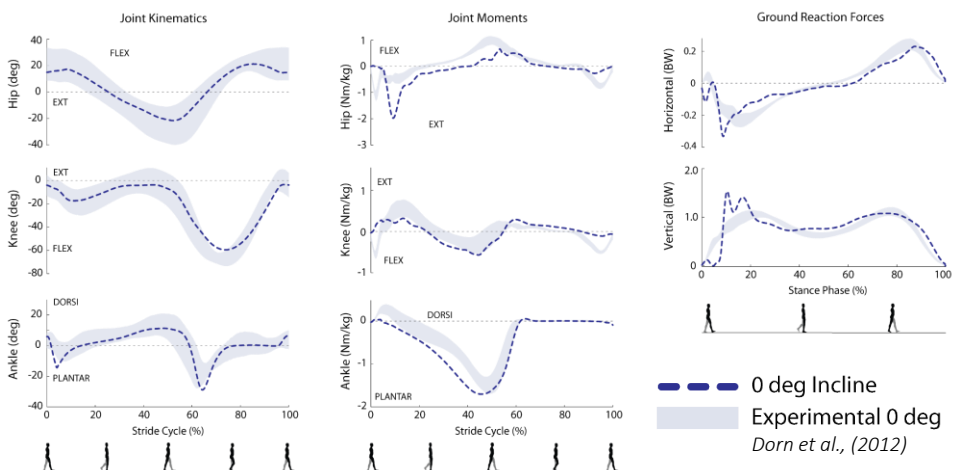 Joint Kinematics
Joint Moments
Ground Reaction Forces
Hip (deg)
40
20
0
-20
-40
FLEX
EXT
Hip (Nm/kg)
1
0
-1
-2
-3
FLEX
EXT
Horizontal (BW)
0.2
0
-0.2
-0.4
Knee (deg)
0
-20
-40
-60
-80
EXT
FLEX
Knee (Nm/kg)
1
0
-1
EXT
FLEX
Vertical (BW)
2.0
1.0
0
0 20 40 60 80 100
Stance Phase (%)
Ankle (deg)
20
0
-20
-40
DORSI
PLANTAR
0 20 40 60 80 100
Stride Cycle (%)
Ankle (Nm/kg)
0
-1
-2
DORSI
PLANTAR
0 20 40 60 80 100
Stride Cycle (%)
0 deg Incline
Experimental 0 deg
Dorn et al., (2012)